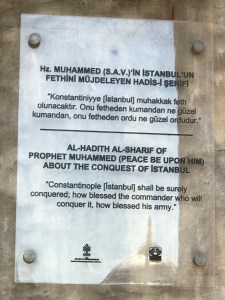 Hz. MUHAMMED (S.A.V.)'İN İSTANBUL'UN
FETHİNİ MÜJDELEYEN HADİS-İ ŞERİFİ
"Konstantiniyye [İstanbul] muhakkak feth
olunacaktır. Onu fetheden kumandan ne güzel
kumandan, onu fetheden ordu ne güzel ordudur."
AL-HADITH AL-SHARIF OF
PROPHET MUHAMMED (PEACE BE UPON HIM)
ABOUT THE CONQUEST OF İSTANBUL
"Constantinople [İstanbul] shall be surely
conquered; how blessed the commander who will
conquer it, how blessed his army."